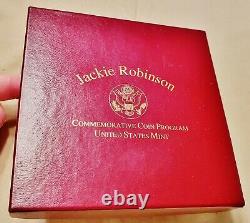 Jackie Robinson
COMMEMORATIVE COIN PROGRAM
UNITED STATES MINT